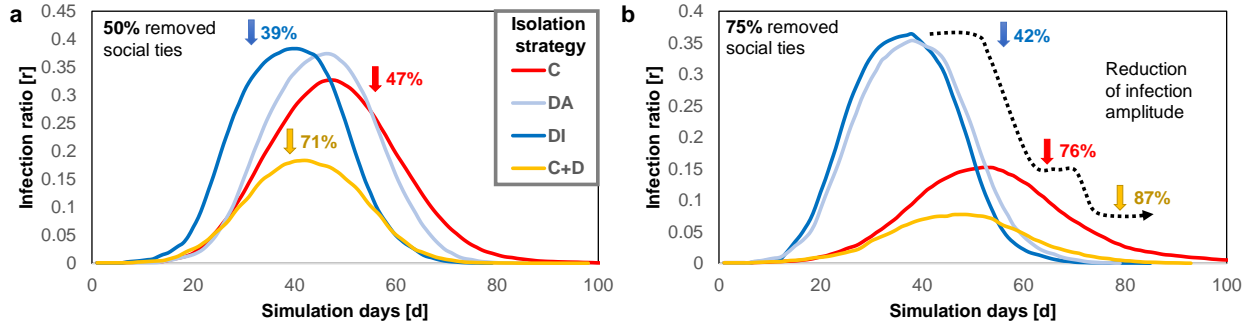 a
50% removed
social ties
39%
47%
71%
Isolation
strategy
C
DA
DI
C+D
Infection ratio [r]
0.45
0.4
0.35
0.3
0.25
0.2
0.15
0.1
0.05
0
0
20
40
60
80
100
Simulation days [d]
b
75% removed
social ties
42%
Reduction
of infection
amplitude
76%
87%
Infection ratio [r]
0.4
0.35
0.3
0.25
0.2
0.15
0.1
0.05
0
0
20
40
60
80
100
Simulation days [d]